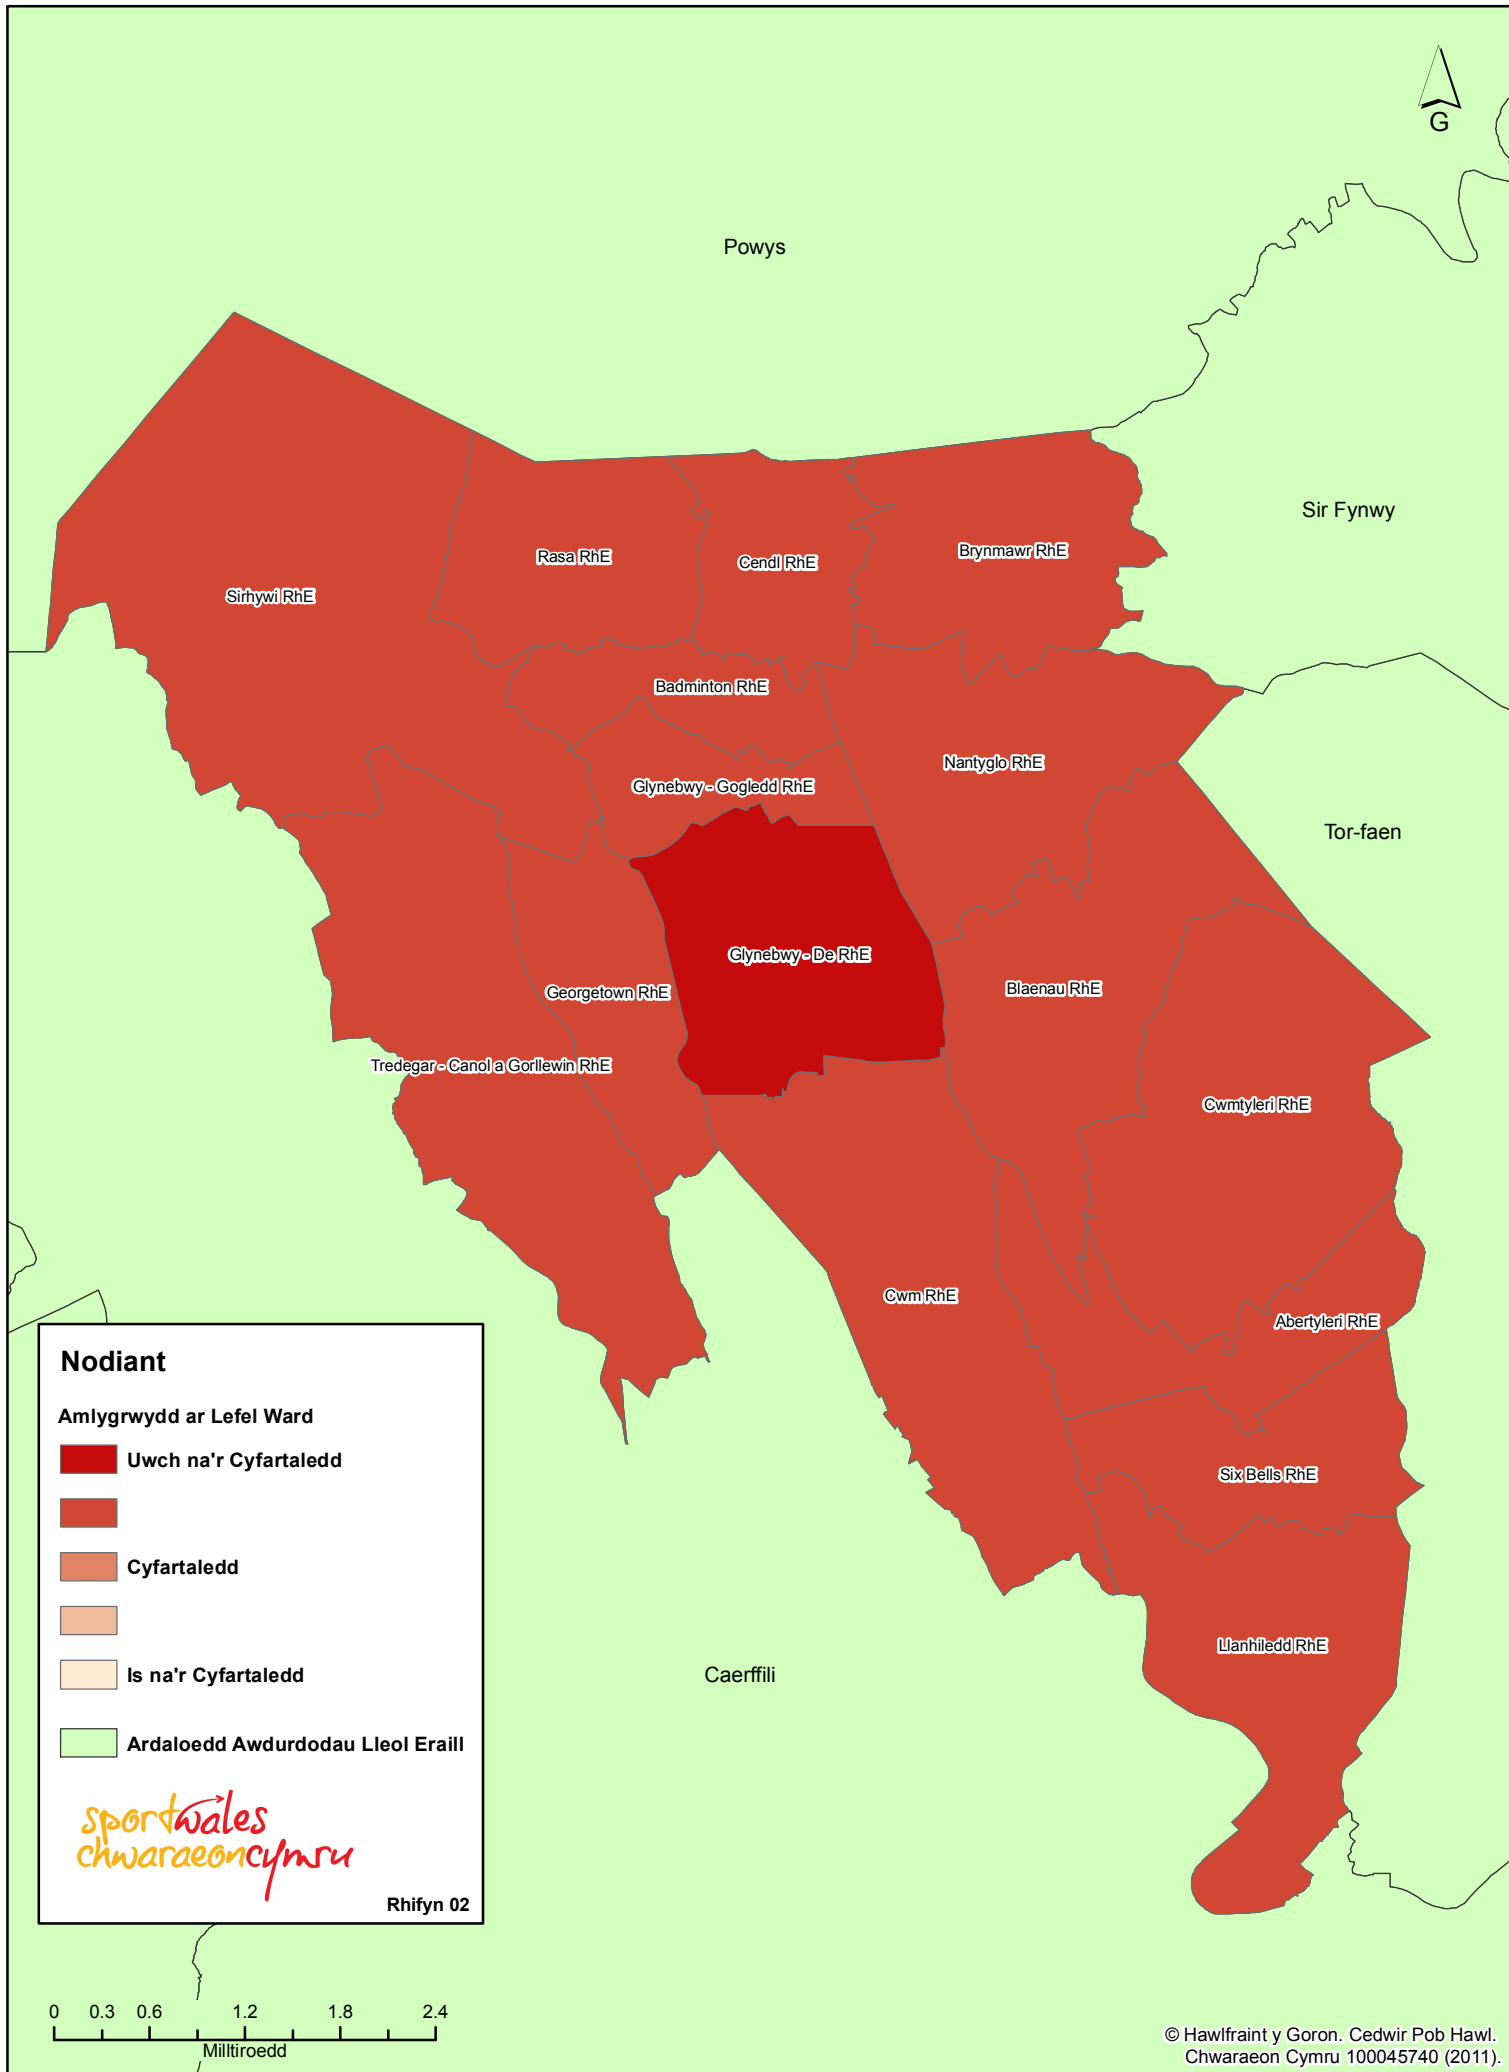 G
Powys
Sir Fynwy
Brynmawr RhE
Rasa RhE
Cendl RhE
Sirhywi RhE
Badminton RhE
Nantyglo RhE
Glynebwy - Gogledd RhE
Tor-faen
Glynebwy - De RhE
Blaenau RhE
Georgetown RhE
Tredegar - Canol a Gorllewin RhE
Cwmtyleri RhE
Cwm RhE
Abertyleri RhE
Six Bells RhE
Llanhiledd RhE
Caerffili
Nodiant
Amlygrwydd ar Lefel Ward
Uwch na'r Cyfartaledd
Cyfartaledd
Is na'r Cyfartaledd
Ardaloedd Awdurdodau Lleol Eraill
sportwales
chwaraeoncymru
Rhifyn 02
0 0.3 0.6 1.2 1.8 2.4
Milltiroedd
© Hawlfraint y Goron. Cedwir Pob Hawl.
Chwaraeon Cymru 100045740 (2011).